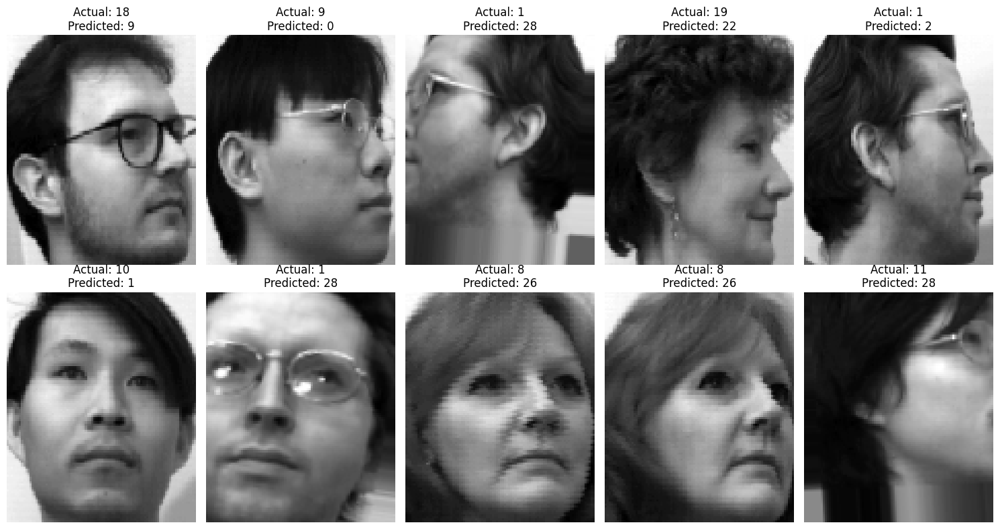 Actual: 18
Predicted: 9
Actual: 9
Predicted: 0
Actual: 1
Predicted: 28
Actual: 19
Predicted: 22
Actual: 1
Predicted: 2
Actual: 10
Predicted: 1
Actual: 1
Predicted: 28
Actual: 8
Predicted: 26
Actual: 8
Predicted: 26
Actual: 11
Predicted: 28